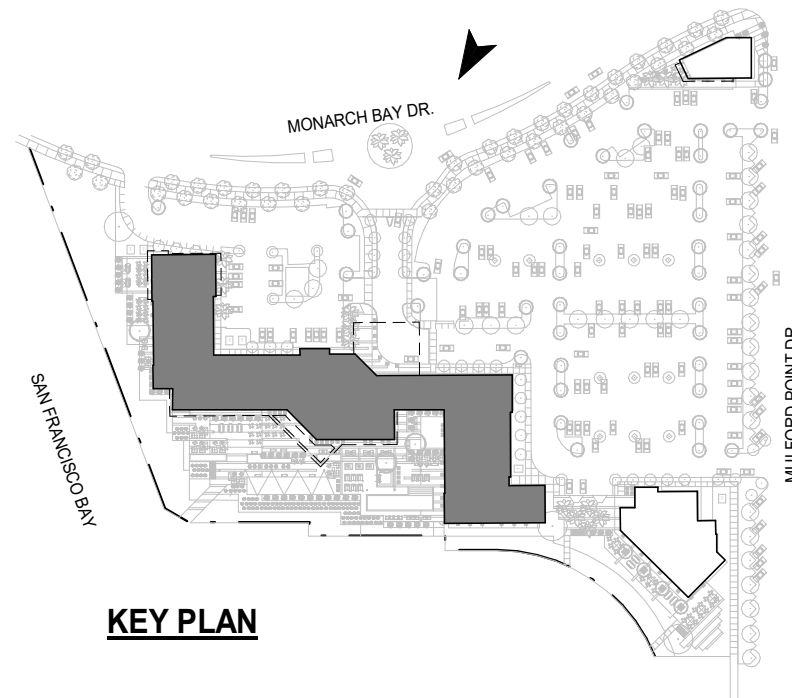 MONARCH BAY DR.
SAN FRANCISCO BAY
MULFORD POINT DR.
KEY PLAN